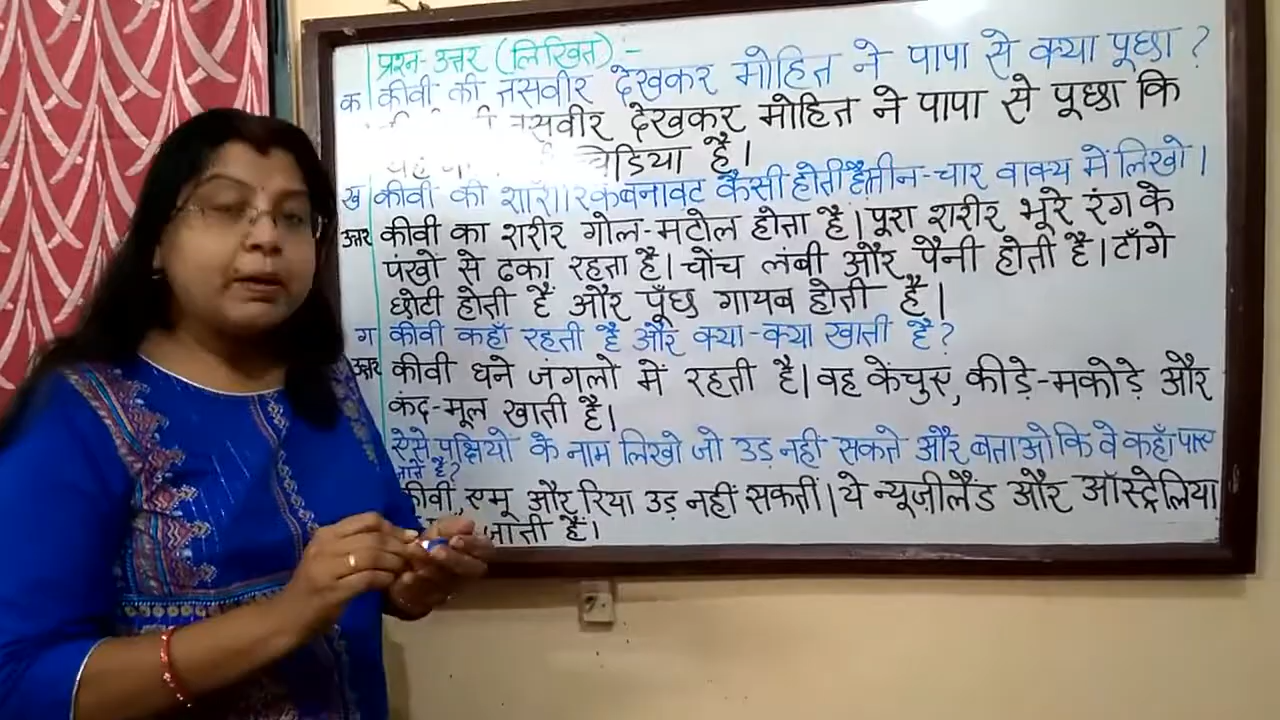 प्रश्न-उत्तर (लिखित) :-
क कीवी की तसवीर देखकर मोहित ने पापा से क्या पूछा ?
तसवीर देखकर मोहित ने पापा से पूछा कि
चिड़िया है।
ख कीवी की बनावट कैसी होती है तीन-चार वाक्य में लिखो।
उत्तर कीवी का शरीर गोल-मटोल होता है। पूरा शरीर भूरे रंग के
पंखो से ढका रहता है। चोंच लंबी और पैनी होती है। टाँगे
छोटी होती हैं और पूँछ गायब होती है।
ग कीवी कहाँ रहती है और क्या-क्या खाती है?
उत्तर कीवी घने जंगलो में रहती है। वह केंचुए, कीड़े-मकोड़े और
कंद-मूल खाती है।
ऐसे पक्षियो के नाम लिखो जो उड़ नही सकते और बताओ कि वे कहाँ पाए
जाते है?
कीवी, एमू और रिया उड़ नहीं सकतीं। ये न्यूज़ीलैंड और ऑस्ट्रेलिया
जाती हैं।